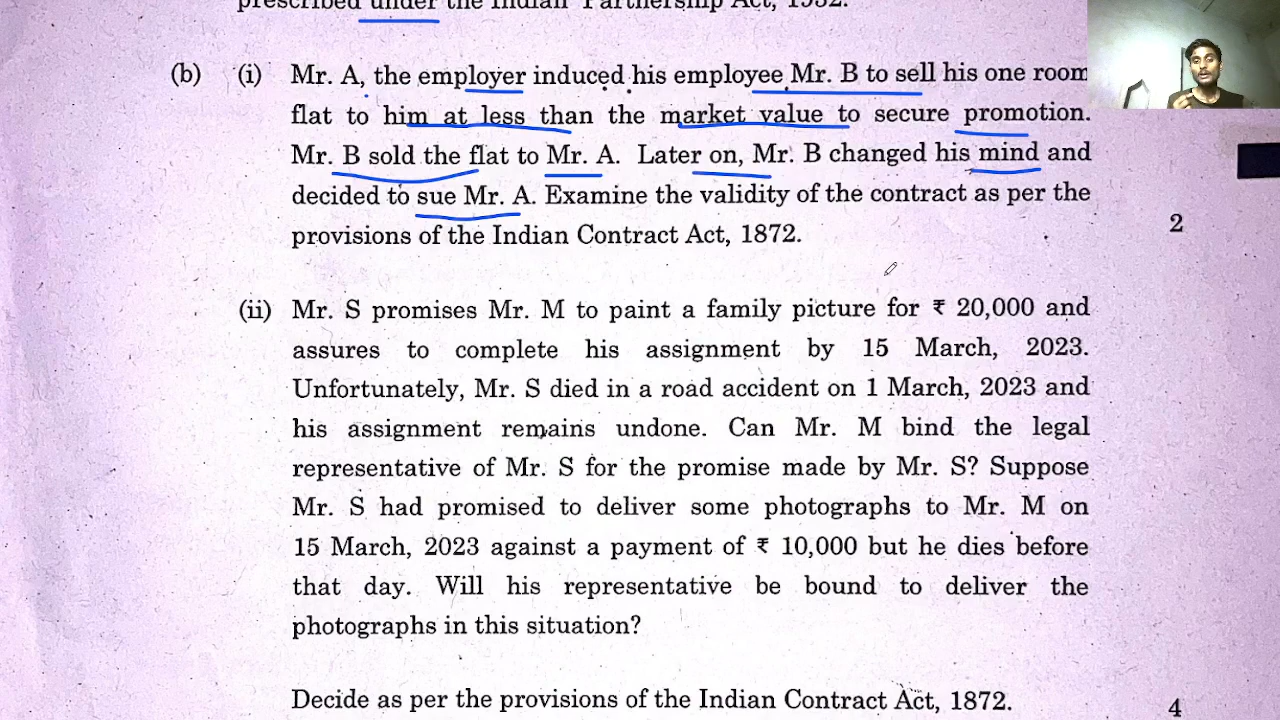 prescribed under the Indian Partnership Act, 1932.
(b) (i) Mr. A, the employer induced his employee Mr. B to sell his one room
flat to him at less than the market value to secure promotion.
Mr. B sold the flat to Mr. A. Later on, Mr. B changed his mind and
decided to sue Mr. A. Examine the validity of the contract as per the
provisions of the Indian Contract Act, 1872.
2
(ii) Mr. S promises Mr. M to paint a family picture for ₹ 20,000 and
assures to complete his assignment by 15 March, 2023.
Unfortunately, Mr. S died in a road accident on 1 March, 2023 and
his assignment remains undone. Can Mr. M bind the legal
representative of Mr. S for the promise made by Mr. S? Suppose
Mr. S had promised to deliver some photographs to Mr. M on
15 March, 2023 against a payment of ₹ 10,000 but he dies before
that day. Will his representative be bound to deliver the
photographs in this situation?
Decide as per the provisions of the Indian Contract Act, 1872.
4